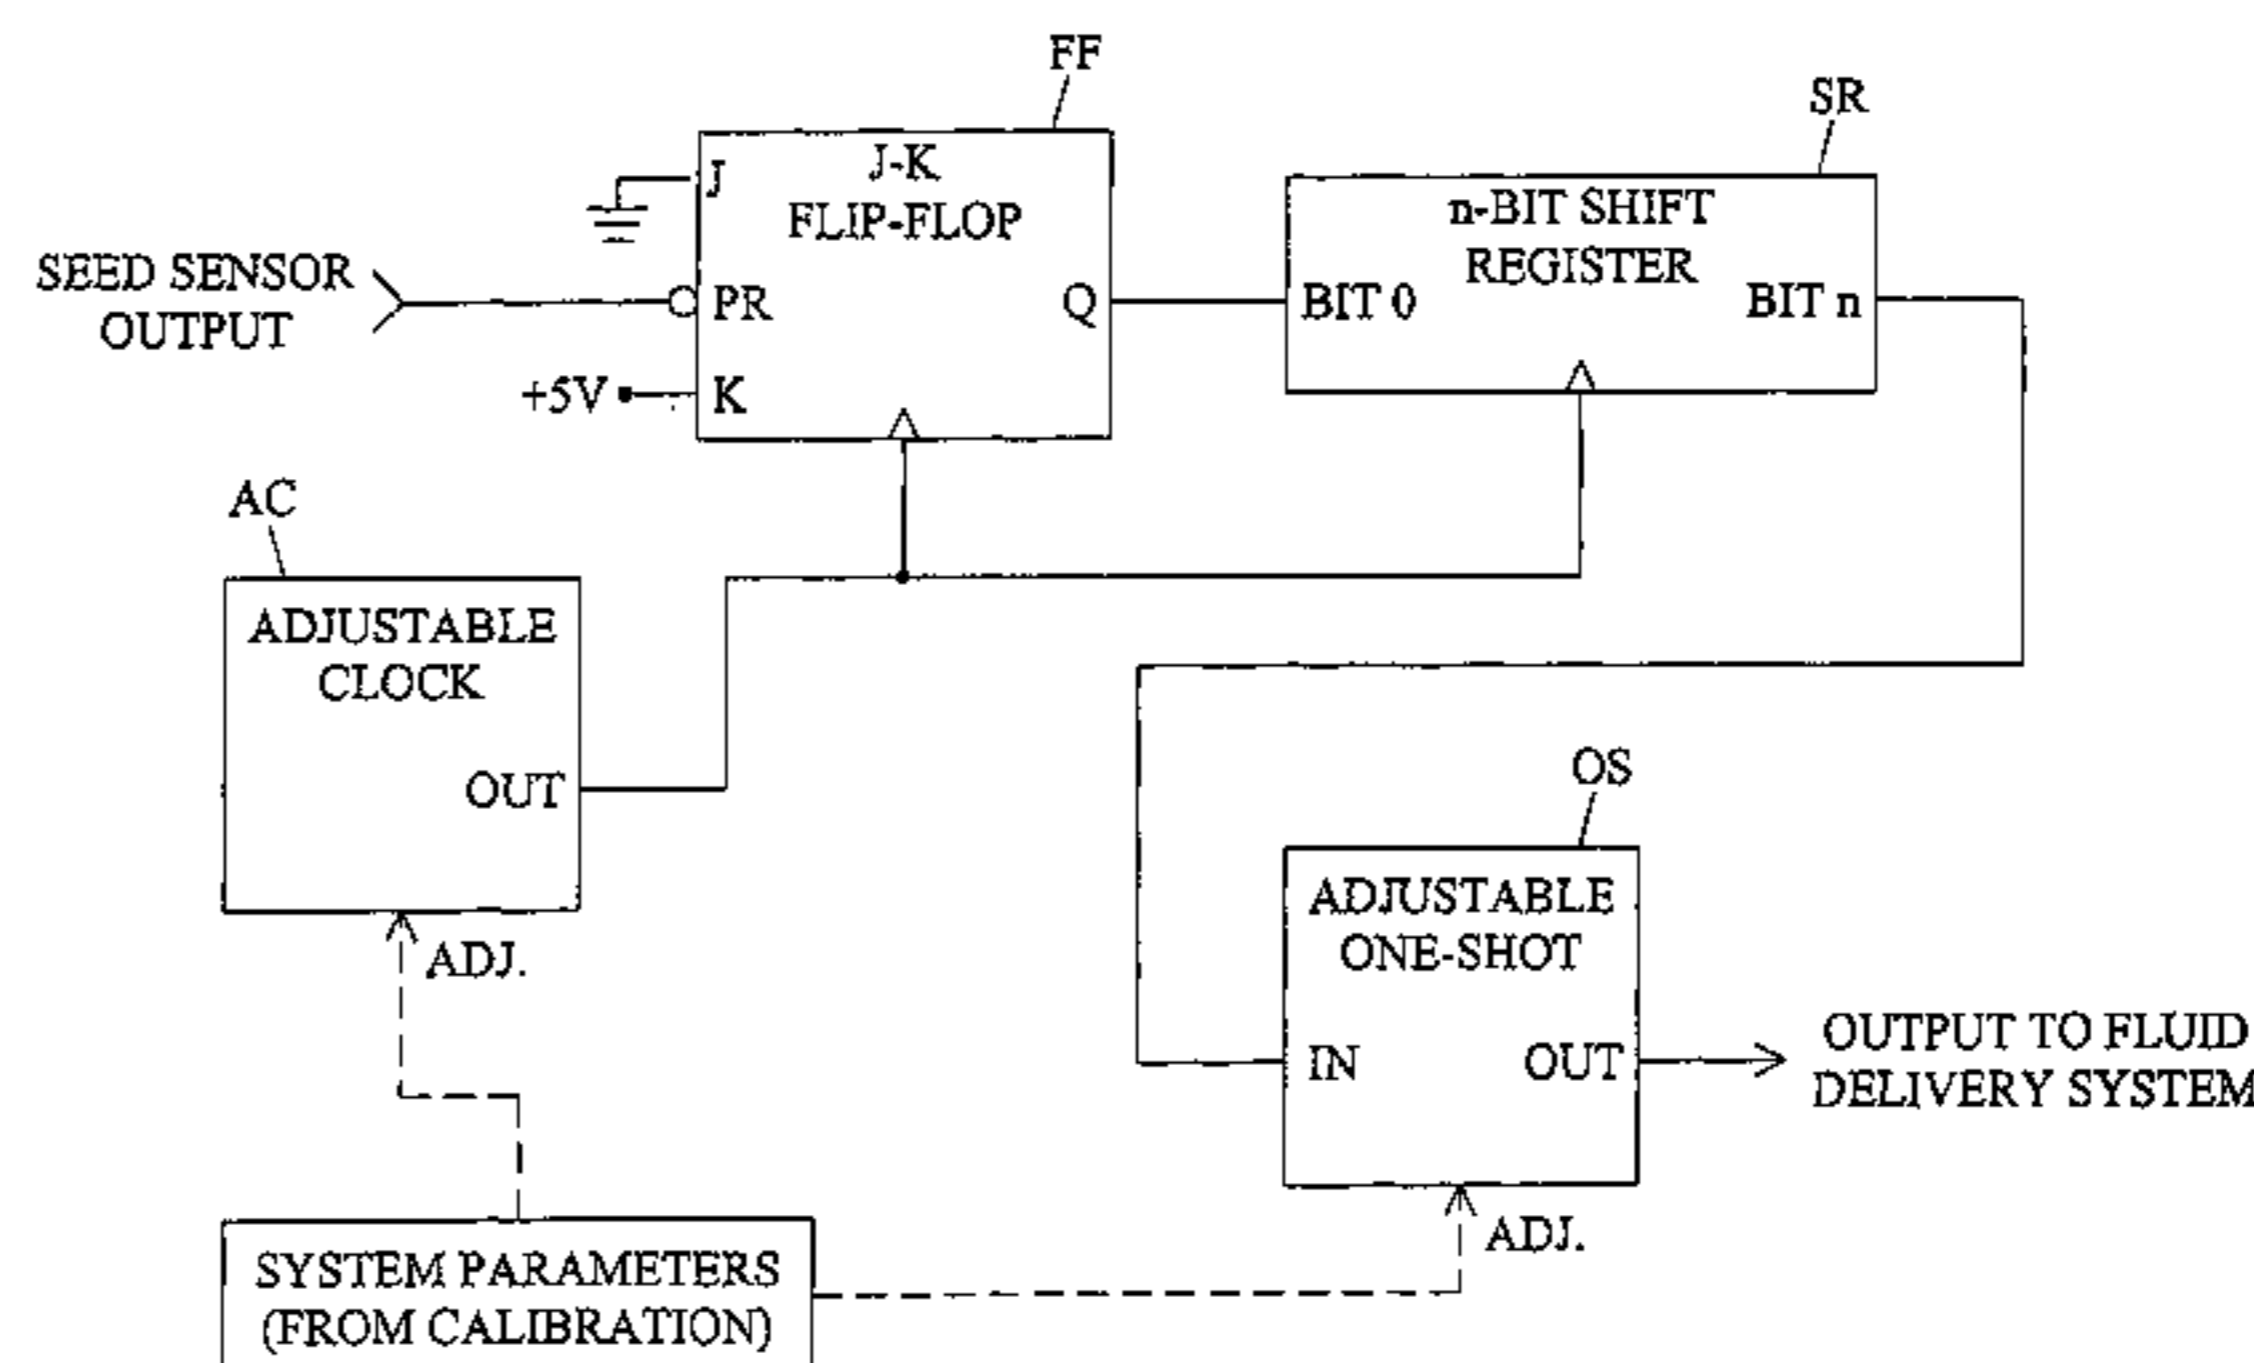 FF
SR
J
J-K
FLIP-FLOP
n-BIT SHIFT
REGISTER
SEED SENSOR
OUTPUT
PR
Q
BIT 0
BIT n
+5V
K
AC
ADJUSTABLE
CLOCK
OUT
ADJ.
OS
ADJUSTABLE
ONE-SHOT
IN
OUT
OUTPUT TO FLUID
DELIVERY SYSTEM
ADJ.
SYSTEM PARAMETERS
(FROM CALIBRATION)